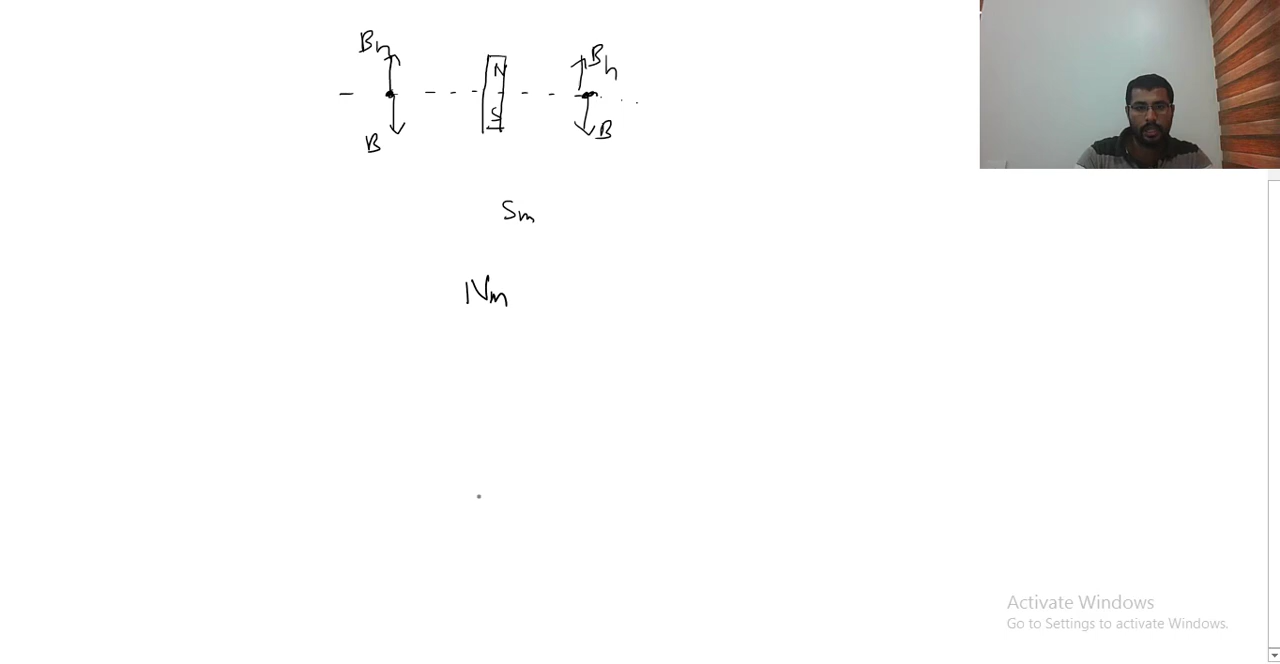 Bh Bh
N
S
B B
Sm
Nm
Activate Windows
Go to Settings to activate Windows.